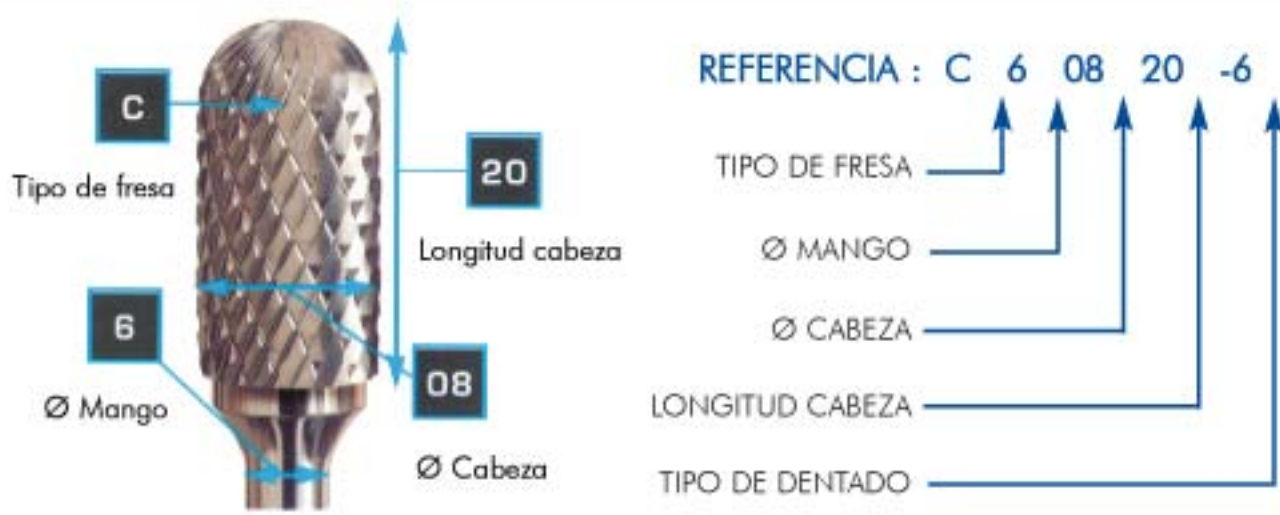 C
Tipo de fresa
20
Longitud cabeza
6
Ø Mango
08
Ø Cabeza
REFERENCIA : C 6 08 20 -6
TIPO DE FRESA
Ø MANGO
Ø CABEZA
LONGITUD CABEZA
TIPO DE DENTADO